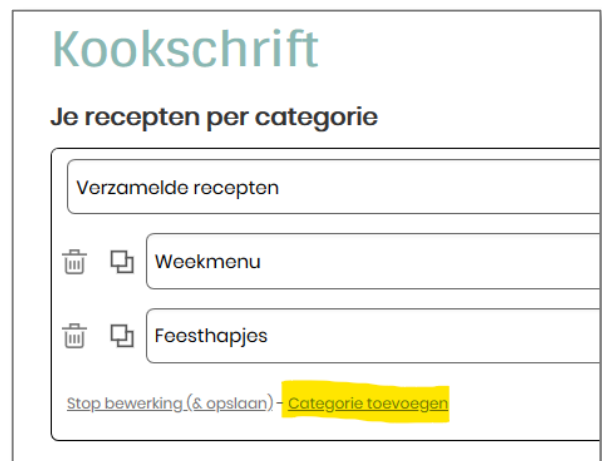 Kookschrift
Je recepten per categorie
Verzamelde recepten
Weekmenu
Feesthapjes
Stop bewerking (& opslaan) - Categorie toevoegen